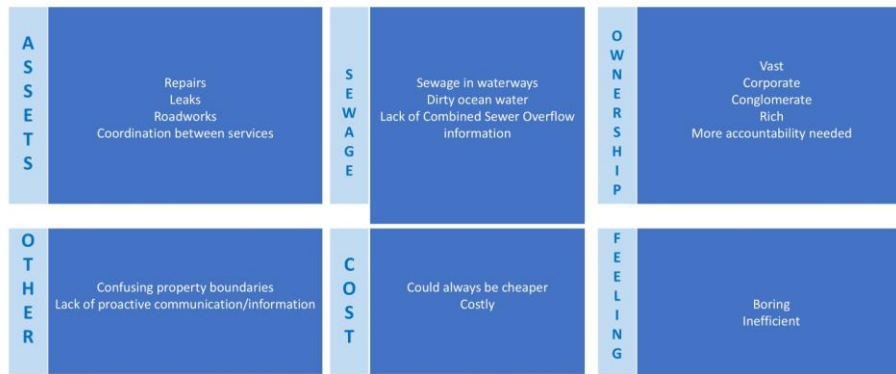 ASSETS
Repairs
Leaks
Roadworks
Coordination between services
SEWAGE
Sewage in waterways
Dirty ocean water
Lack of Combined Sewer Overflow
information
OWNERSHIP
Vast
Corporate
Conglomerate
Rich
More accountability needed
OTHER
Confusing property boundaries
Lack of proactive communication/information
COST
Could always be cheaper
Costly
FEELING
Boring
Inefficient